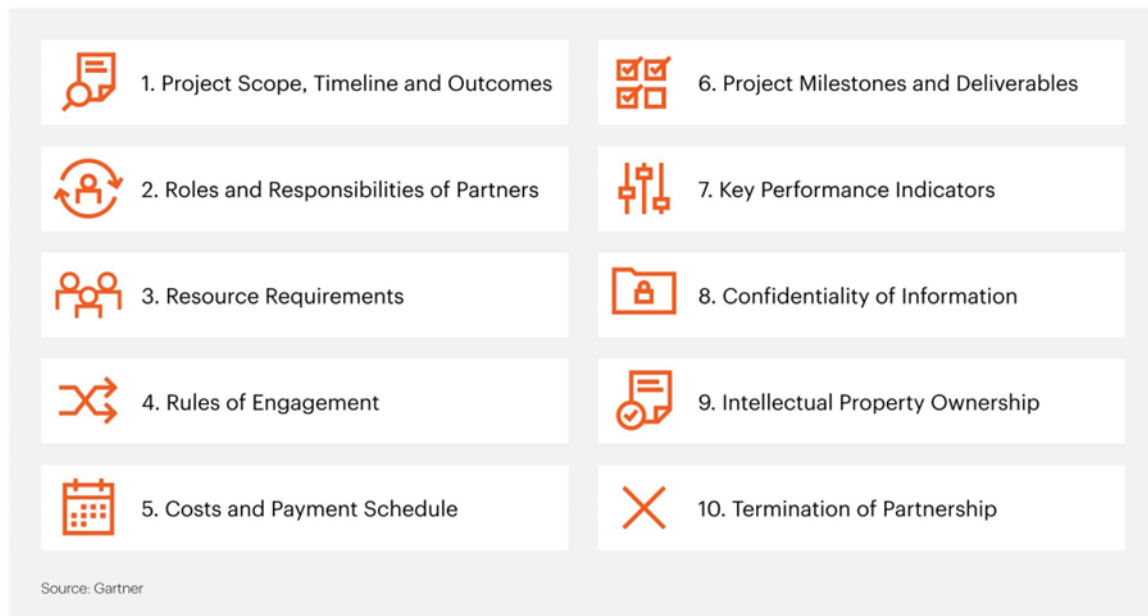 1. Project Scope, Timeline and Outcomes
2. Roles and Responsibilities of Partners
3. Resource Requirements
4. Rules of Engagement
5. Costs and Payment Schedule
6. Project Milestones and Deliverables
7. Key Performance Indicators
8. Confidentiality of Information
9. Intellectual Property Ownership
10. Termination of Partnership
Source: Gartner